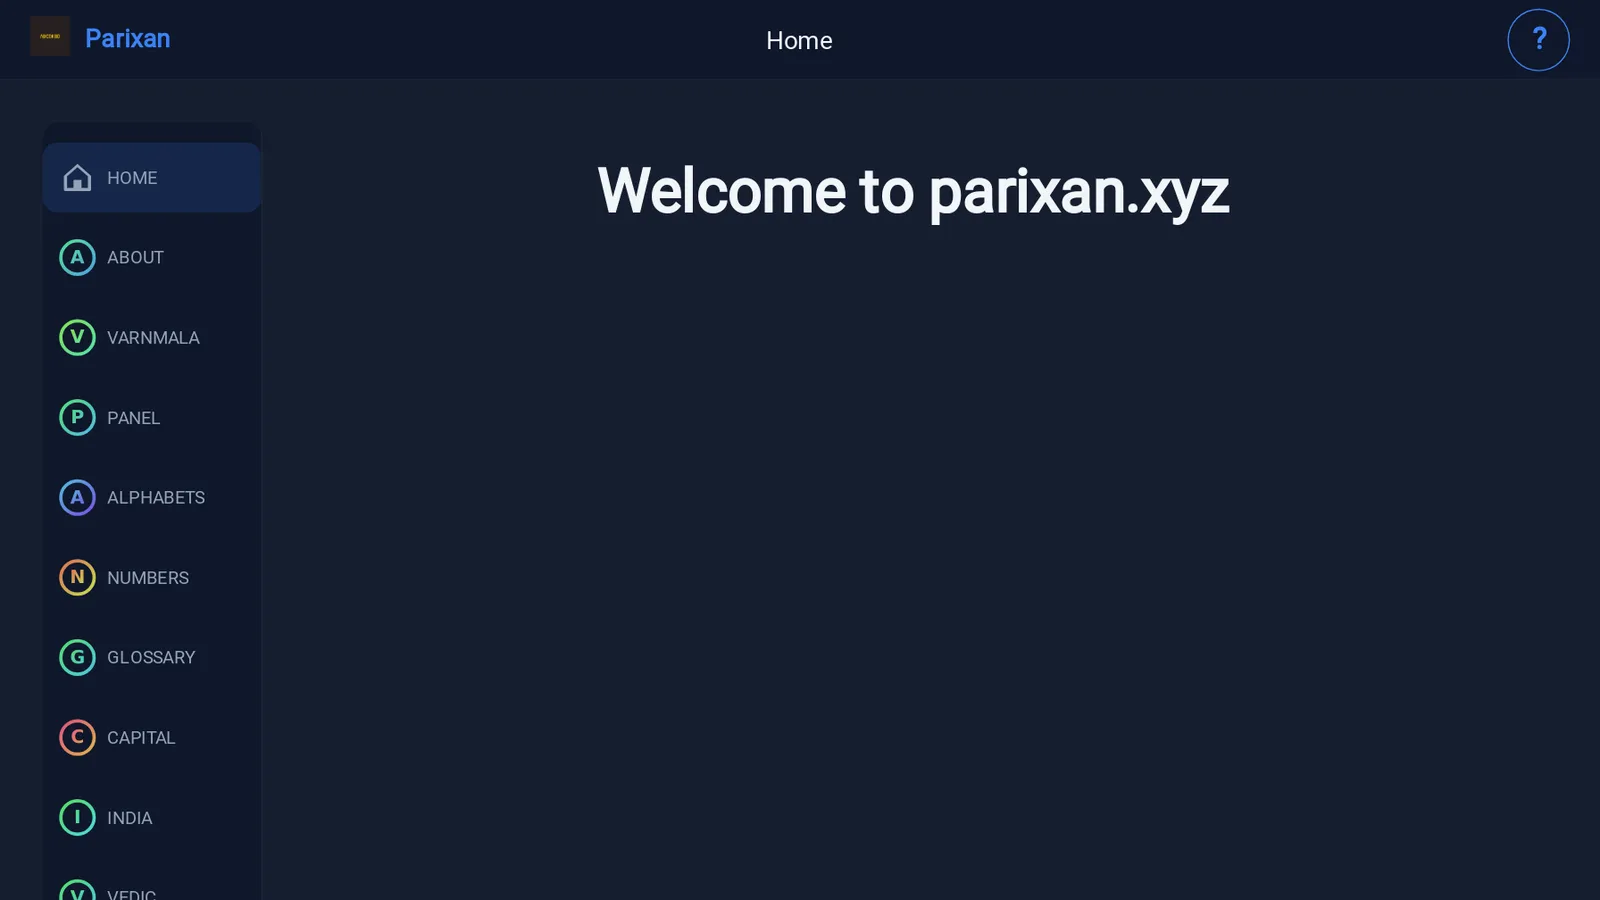 Parixan
Home
?
Welcome to parixan.xyz
HOME
A ABOUT
V VARNMALA
P PANEL
A ALPHABETS
N NUMBERS
G GLOSSARY
C CAPITAL
I INDIA
V VEDIC